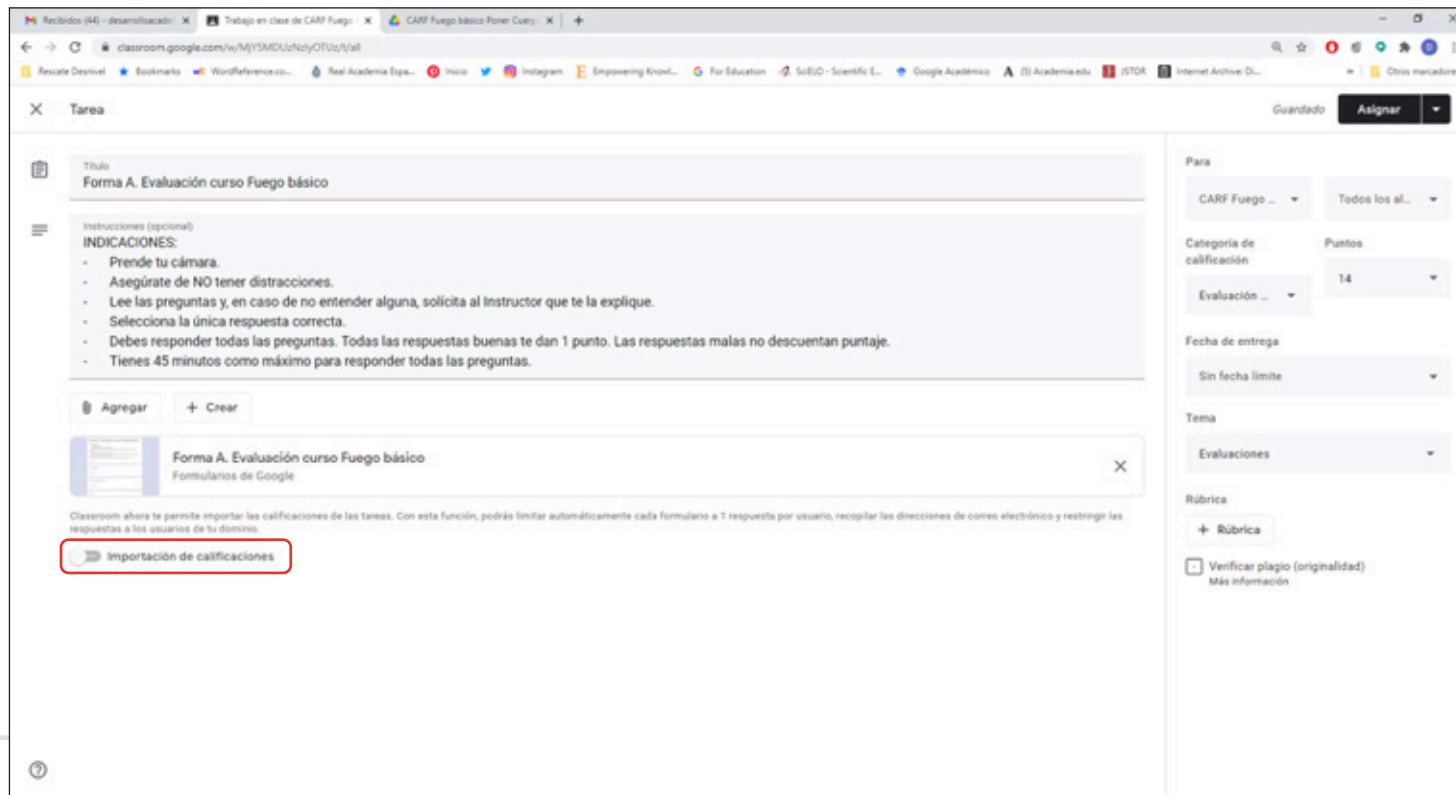 Recibidos (44) - desarrolloacade
Trabajo en clase de CARF Fuego
CARF Fuego básico Poner Cuerp
classroom.google.com/w/MjY5MDUzNzIyOTUz/t/all
Rescate Desnivel
Bookmarks
WordReference.co...
Real Academia Espa...
Inicio
Instagram
Empowering Knowl...
For Education
SciELO - Scientific E...
Google Académico
(5) Academia.edu
JSTOR
Internet Archive: Di...
Otros marcadore
Tarea
Guardado
Asignar
Título
Forma A. Evaluación curso Fuego básico
Instrucciones (opcional)
INDICACIONES:
- Prende tu cámara.
- Asegúrate de NO tener distracciones.
- Lee las preguntas y, en caso de no entender alguna, solicita al Instructor que te la explique.
- Selecciona la única respuesta correcta.
- Debes responder todas las preguntas. Todas las respuestas buenas te dan 1 punto. Las respuestas malas no descuentan puntaje.
- Tienes 45 minutos como máximo para responder todas las preguntas.
Agregar
+ Crear
Forma A. Evaluación curso Fuego básico
Formularios de Google
Classroom ahora te permite importar las calificaciones de las tareas. Con esta función, podrás limitar automáticamente cada formulario a 1 respuesta por usuario, recopilar las direcciones de correo electrónico y restringir las
respuestas a los usuarios de tu dominio.
Importación de calificaciones
Para
CARF Fuego ...
Todos los al...
Categoría de
calificación
Puntos
Evaluación ...
14
Fecha de entrega
Sin fecha límite
Tema
Evaluaciones
Rúbrica
+ Rúbrica
Verificar plagio (originalidad)
Más información